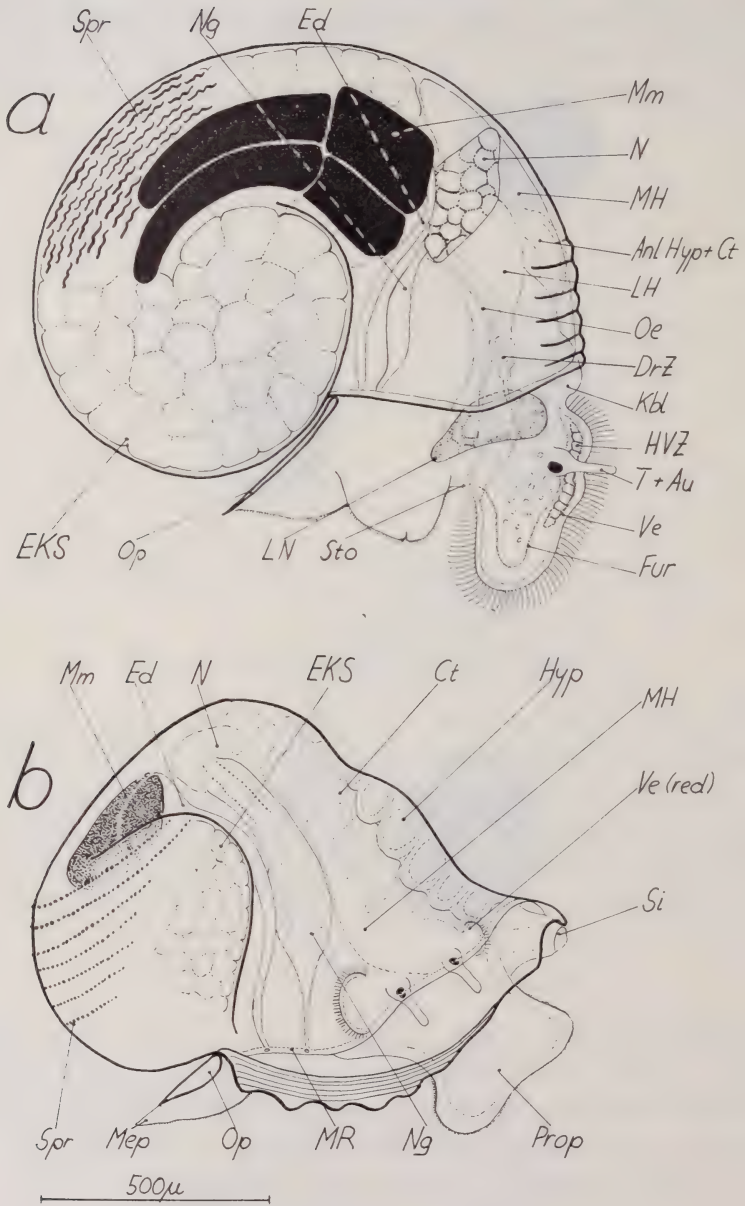 a
Spr
Ng
Ed
Mm
N
MH
Anl Hyp + Ct
LH
Oe
DrZ
Kbl
HVZ
T + Au
Ve
Fur
EKS
Op
LN
Sto
b
Mm
Ed
N
EKS
Ct
Hyp
MH
Ve (red)
Si
Spr
Mep
Op
MR
Ng
Prop
500µ